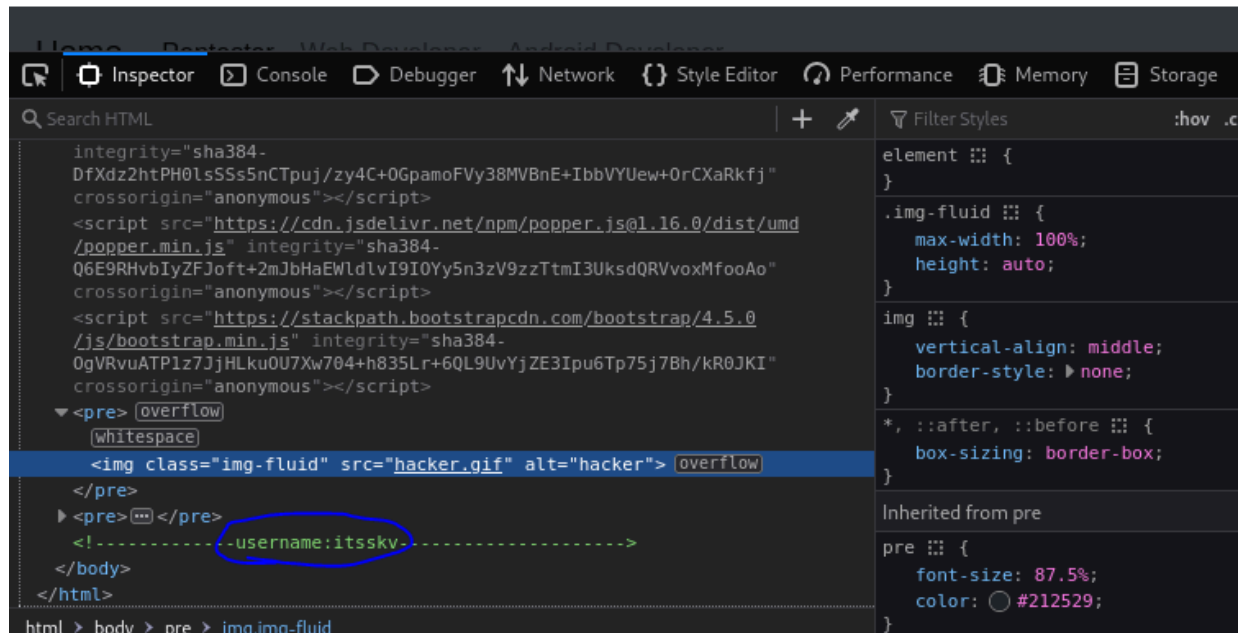 Home Pentester Web Developer Android Developer
Inspector Console Debugger Network Style Editor Performance Memory Storage
Search HTML
integrity="sha384-
DfXdz2htPH0lsSSs5nCTpuj/zy4C+OGpamoFVy38MVBnE+IbbVYUew+OrCXaRkfj"
crossorigin="anonymous"></script>
<script src="https://cdn.jsdelivr.net/npm/popper.js@1.16.0/dist/umd
/popper.min.js" integrity="sha384-
Q6E9RHvbIyZFJoft+2mJbHaEWldlvI9IOYy5n3zV9zzTtmI3UksdQRVvoxMfooAo"
crossorigin="anonymous"></script>
<script src="https://stackpath.bootstrapcdn.com/bootstrap/4.5.0
/js/bootstrap.min.js" integrity="sha384-
OgVRvuATP1z7JjHLkuOU7Xw704+h835Lr+6QL9UvYjZE3Ipu6Tp75j7Bh/kR0JKI"
crossorigin="anonymous"></script>
<pre> overflow
whitespace
<img class="img-fluid" src="hacker.gif" alt="hacker"> overflow
</pre>
<pre></pre>
<!-------------username:itsskv--------------------->
</body>
</html>
html > body > pre > img.img-fluid
Filter Styles :hov .c
element {
}
.img-fluid {
max-width: 100%;
height: auto;
}
img {
vertical-align: middle;
border-style: none;
}
*, ::after, ::before {
box-sizing: border-box;
}
Inherited from pre
pre {
font-size: 87.5%;
color: #212529;
}